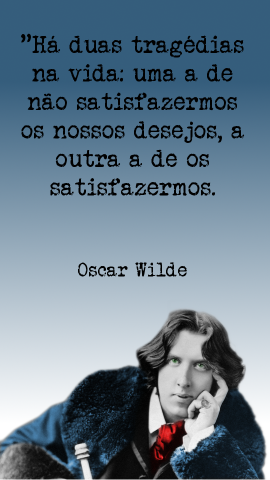 "Há duas tragédias
na vida: uma a de
não satisfazermos
os nossos desejos, a
outra a de os
satisfazermos.
Oscar Wilde